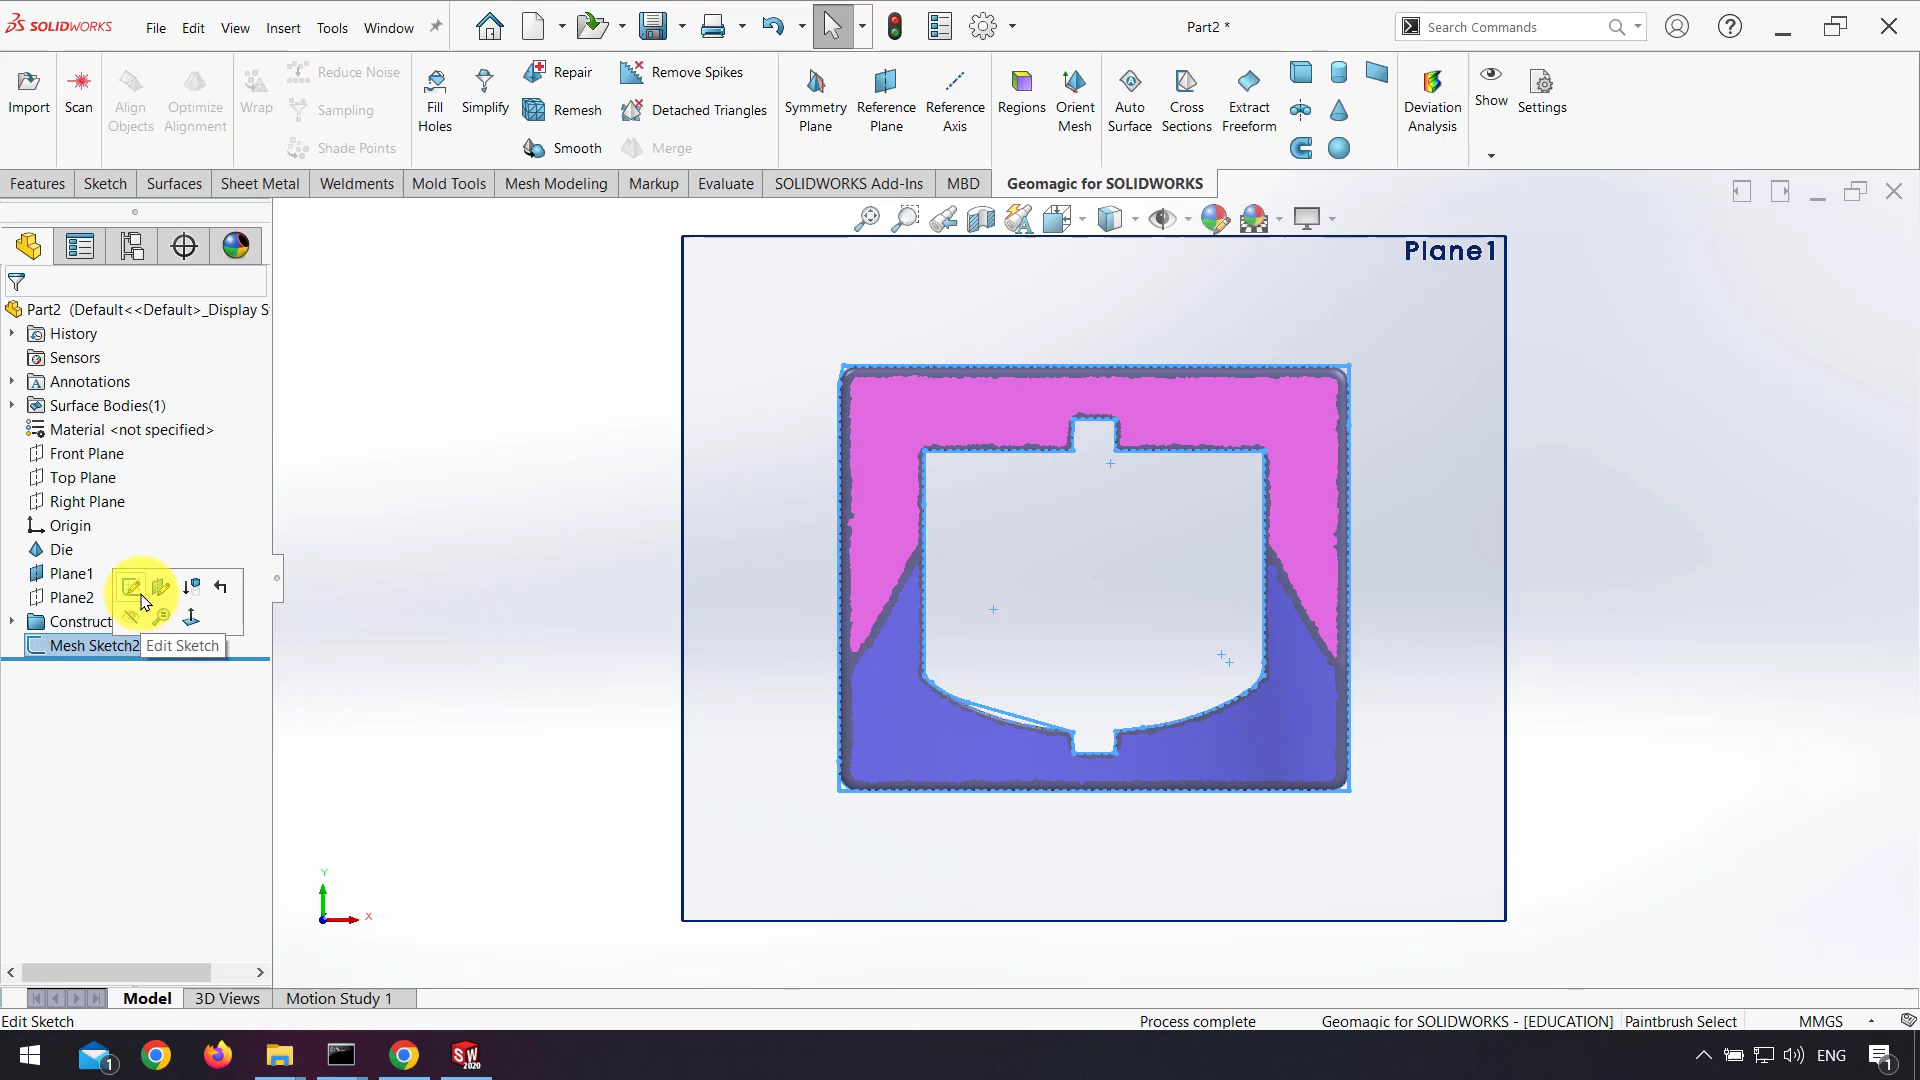 SOLIDWORKS File Edit View Insert Tools Window Part2 * Search Commands
Import Scan Align Objects Optimize Alignment Wrap Reduce Noise Sampling Shade Points
Fill Holes Simplify Repair Remesh Smooth Remove Spikes Detached Triangles Merge
Symmetry Plane Reference Plane Reference Axis Regions Orient Mesh Auto Surface Cross Sections Extract Freeform Deviation Analysis Show Settings
Features Sketch Surfaces Sheet Metal Weldments Mold Tools Mesh Modeling Markup Evaluate SOLIDWORKS Add-Ins MBD Geomagic for SOLIDWORKS
Plane1
Part2 (Default<<Default>_Display S
History
Sensors
Annotations
Surface Bodies(1)
Material <not specified>
Front Plane
Top Plane
Right Plane
Origin
Die
Plane1
Plane2
Construct
Mesh Sketch2 Edit Sketch
Y
X
Model 3D Views Motion Study 1
Edit Sketch Process complete Geomagic for SOLIDWORKS - [EDUCATION] Paintbrush Select MMGS
1 SW 2020 ENG 1